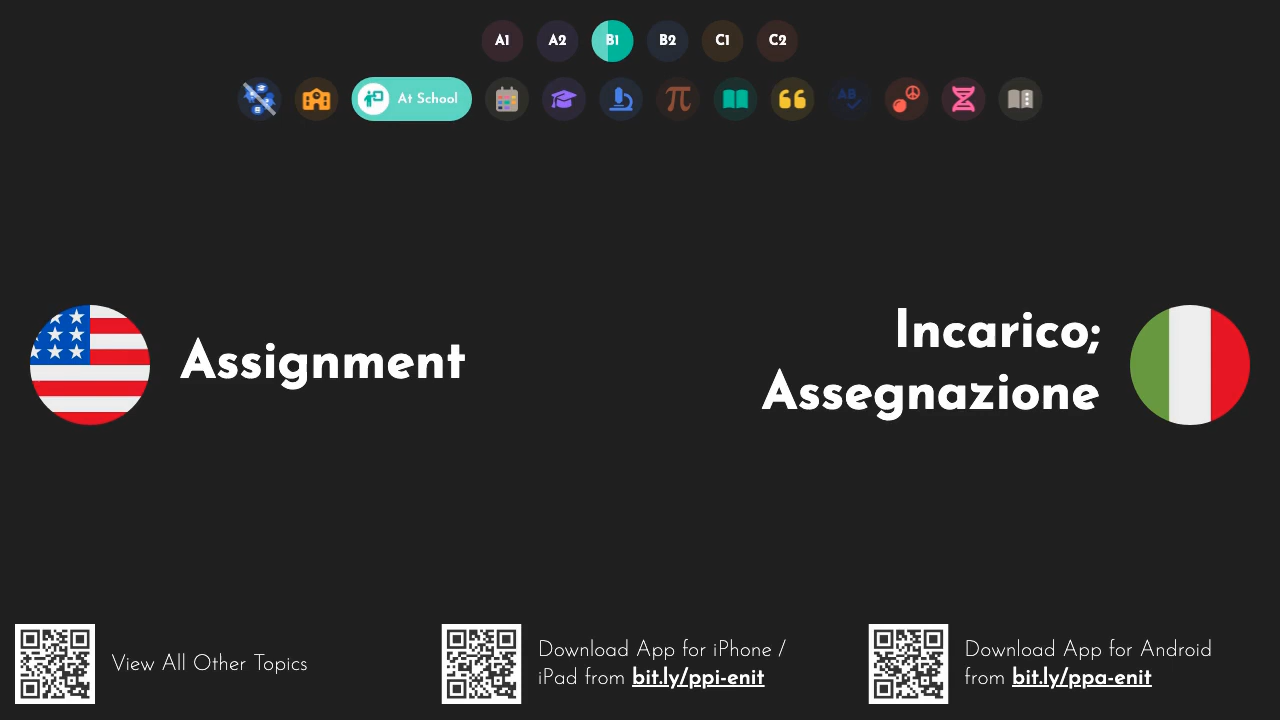 A1 A2 B1 B2 C1 C2
At School
Assignment
Incarico;
Assegnazione
View All Other Topics
Download App for iPhone /
iPad from bit.ly/ppi-enit
Download App for Android
from bit.ly/ppa-enit